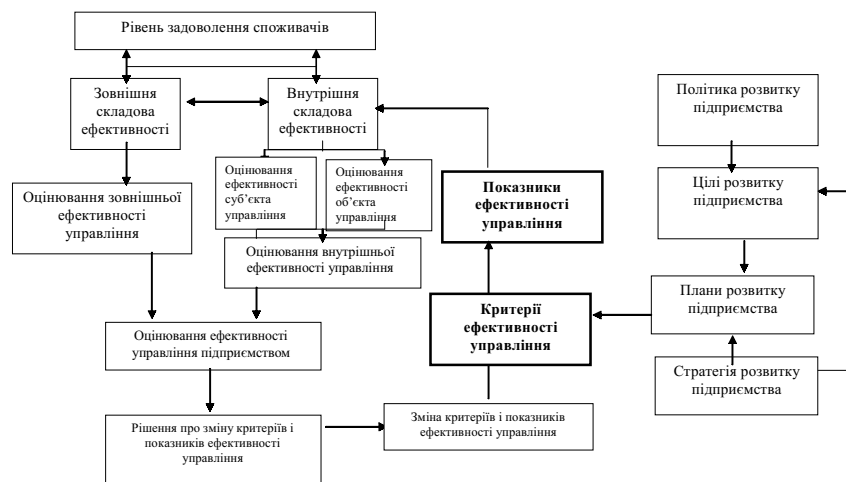 Рівень задоволення споживачів
Зовнішня
складова
ефективності
Внутрішня
складова
ефективності
Політика розвитку
підприємства
Оцінювання
ефективності
суб’єкта
управління
Оцінювання
ефективності
об’єкта
управління
Показники
ефективності
управління
Цілі розвитку
підприємства
Оцінювання зовнішньої
ефективності
управління
Оцінювання внутрішньої
ефективності управління
Плани розвитку
підприємства
Критерії
ефективності
управління
Оцінювання ефективності
управління підприємством
Стратегія розвитку
підприємства
Рішення про зміну критеріїв і
показників ефективності
управління
Зміна критеріїв і показників
ефективності управління